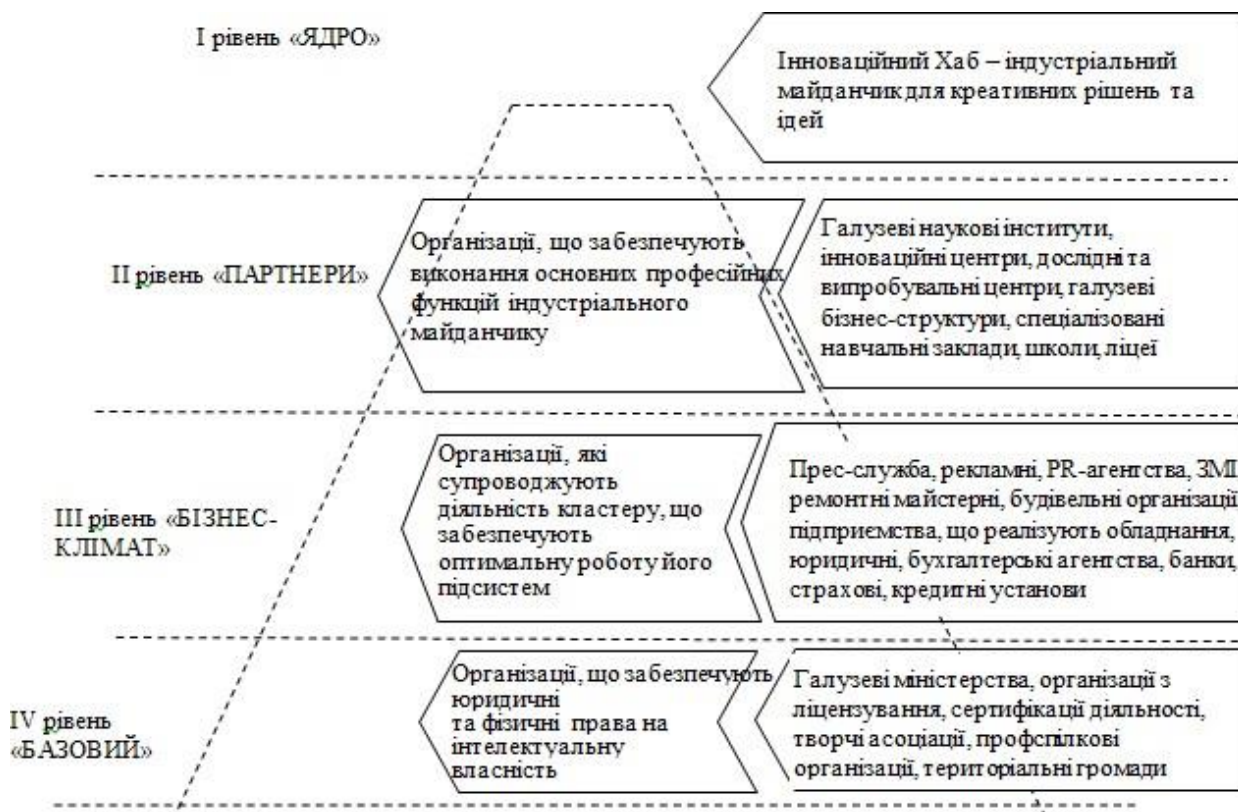 І рівень «ЯДРО»
Інноваційний Хаб – індустріальний
майданчик для креативних рішень та
ідей
ІІ рівень «ПАРТНЕРИ»
Організації, що забезпечують
виконання основних професійних
функцій індустріального
майданчику
Галузеві наукові інститути,
інноваційні центри, дослідні та
випробувальні центри, галузеві
бізнес-структури, спеціалізовані
навчальні заклади, школи, ліцеї
ІІІ рівень «БІЗНЕС-
КЛІМАТ»
Організації, які
супроводжують
діяльність кластеру, що
забезпечують
оптимальну роботу його
підсистем
Прес-служба, рекламні, PR-агентства, ЗМІ
ремонтні майстерні, будівельні організації
підприємства, що реалізують обладнання,
юридичні, бухгалтерські агентства, банки,
страхові, кредитні установи
IV рівень
«БАЗОВИЙ»
Організації, що забезпечують
юридичні
та фізичні права на
інтелектуальну
власність
Галузеві міністерства, організації з
ліцензування, сертифікації діяльності,
творчі асоціації, профспілкові
організації, територіальні громади